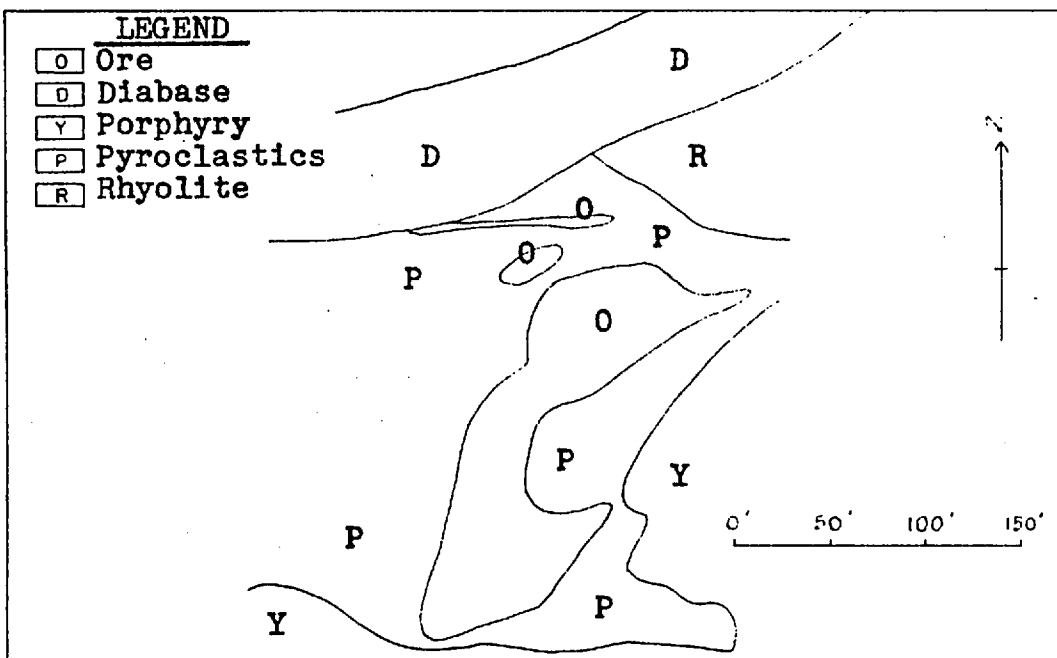 LEGEND
O Ore
D Diabase
Y Porphyry
P Pyroclastics
R Rhyolite
D
D
R
O
P
O
P
O
P
Y
0' 50' 100' 150'
P
P
Y